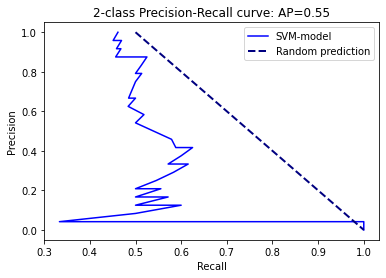 2-class Precision-Recall curve: AP=0.55
SVM-model
Random prediction
Precision
1.0
0.8
0.6
0.4
0.2
0.0
0.3 0.4 0.5 0.6 0.7 0.8 0.9 1.0
Recall